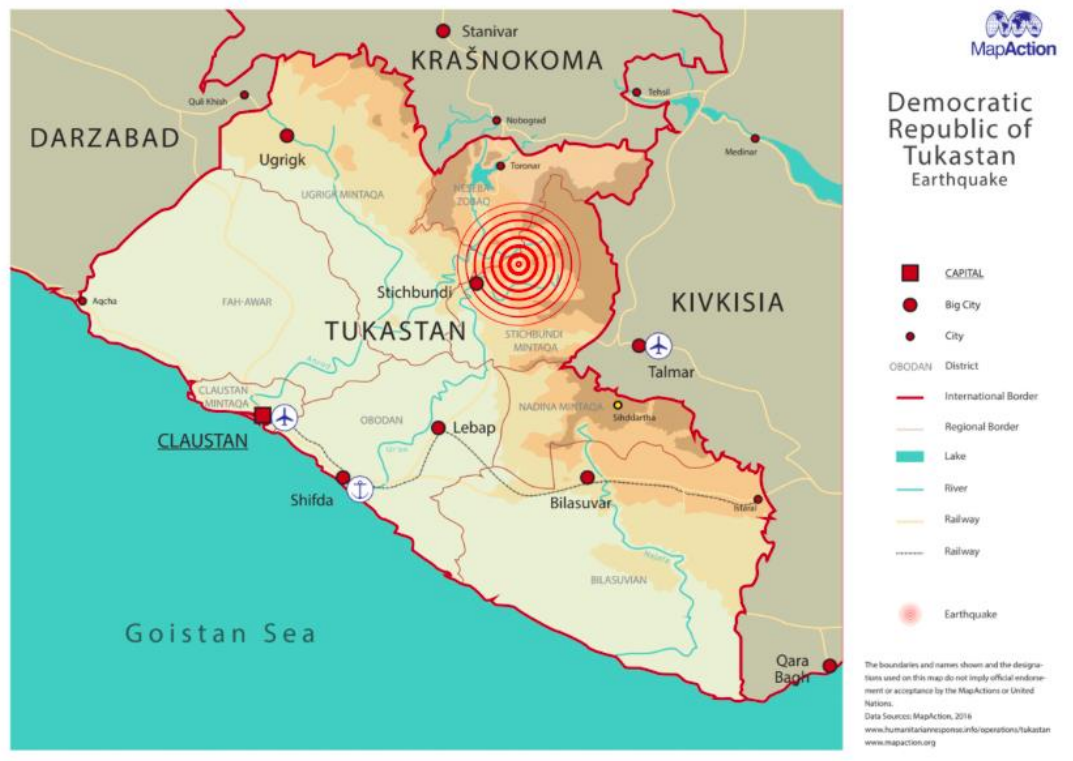 Stanivar
KRAŠNOKOMA
Quli Khish
Tehsil
Nobograd
DARZABAD
Medinar
Ugrigk
Toronar
UGRIGK MINTAQA
NESEBA-
ZOBAQ
Stichbundi
Aqcha
FAH-AWAR
KIVKISIA
TUKASTAN
STICHBUNDI
MINTAQA
Talmar
CLAUSTAN
MINTAQA
NADINA MINTAQA
Sihddartha
OBODAN
CLAUSTAN
Lebap
Shifda
Bilasuvar
BILASUVIAN
Goistan Sea
Qara
Bagh
MapAction
Democratic
Republic of
Tukastan
Earthquake
CAPITAL
Big City
City
OBODAN District
International Border
Regional Border
Lake
River
Railway
Railway
Earthquake
The boundaries and names shown and the designa-
tions used on this map do not imply official endorse-
ment or acceptance by the MapActions or United
Nations.
Data Sources: MapAction, 2016
www.humanitarianresponse.info/operations/tukastan
www.mapaction.org